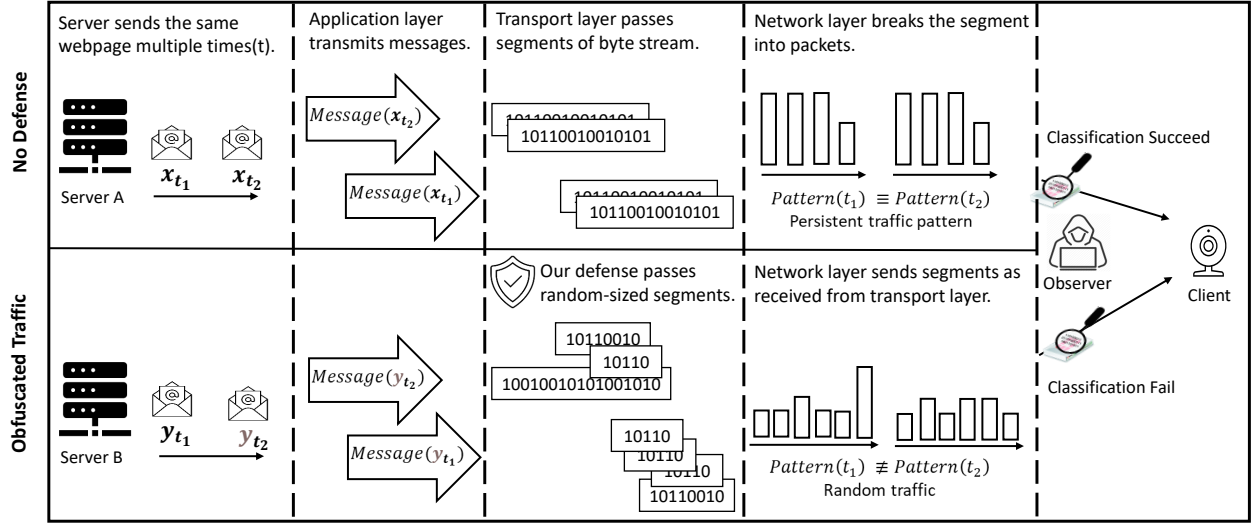 No Defense
Server sends the same
webpage multiple times(t).
Application layer
transmits messages.
Transport layer passes
segments of byte stream.
Network layer breaks the segment
into packets.
@
@
x_{t_1}
x_{t_2}
Server A
Message(x_{t_2})
Message(x_{t_1})
10110010010101
10110010010101
10110010010101
10110010010101
Pattern(t_1) ≡ Pattern(t_2)
Persistent traffic pattern
Classification Succeed
Observer
Client
Classification Fail
Obfuscated Traffic
@
@
y_{t_1}
y_{t_2}
Server B
Message(y_{t_2})
Message(y_{t_1})
Our defense passes
random-sized segments.
10110010
10110
10010010101001010
10110
10110
10110
10110010
Network layer sends segments as
received from transport layer.
Pattern(t_1) ≢ Pattern(t_2)
Random traffic